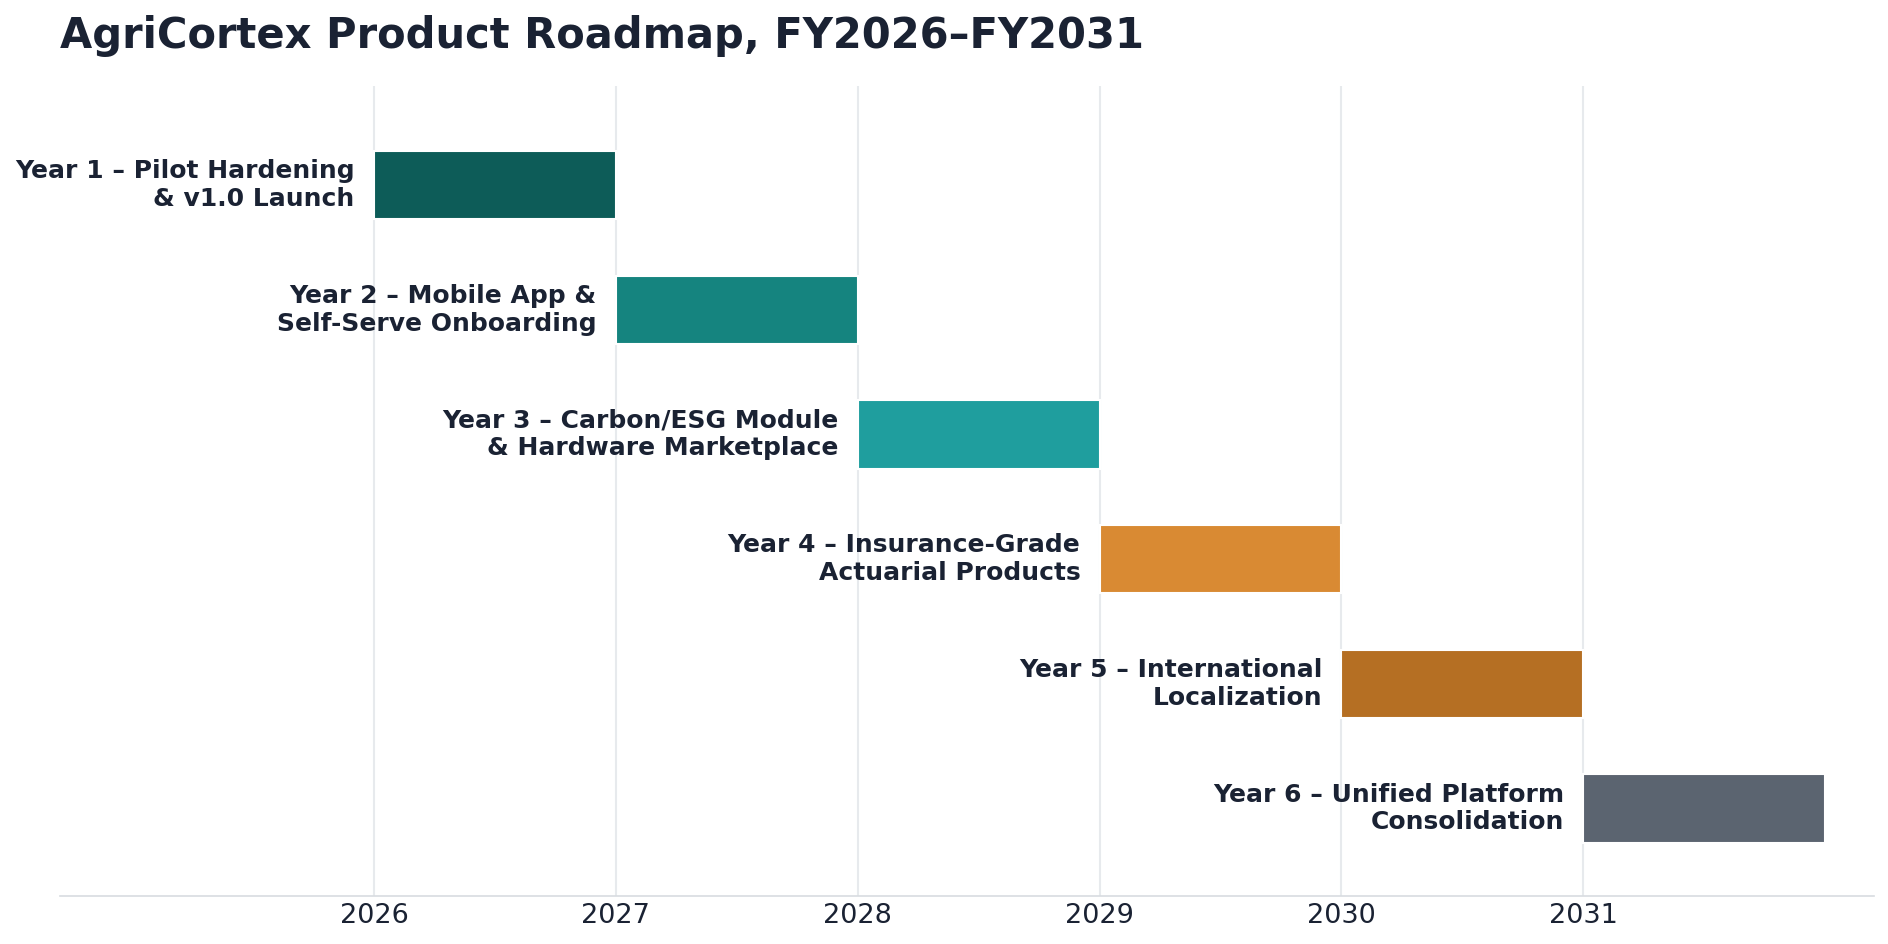 AgriCortex Product Roadmap, FY2026–FY2031
Year 1 – Pilot Hardening
& v1.0 Launch
Year 2 – Mobile App &
Self-Serve Onboarding
Year 3 – Carbon/ESG Module
& Hardware Marketplace
Year 4 – Insurance-Grade
Actuarial Products
Year 5 – International
Localization
Year 6 – Unified Platform
Consolidation
2026 2027 2028 2029 2030 2031